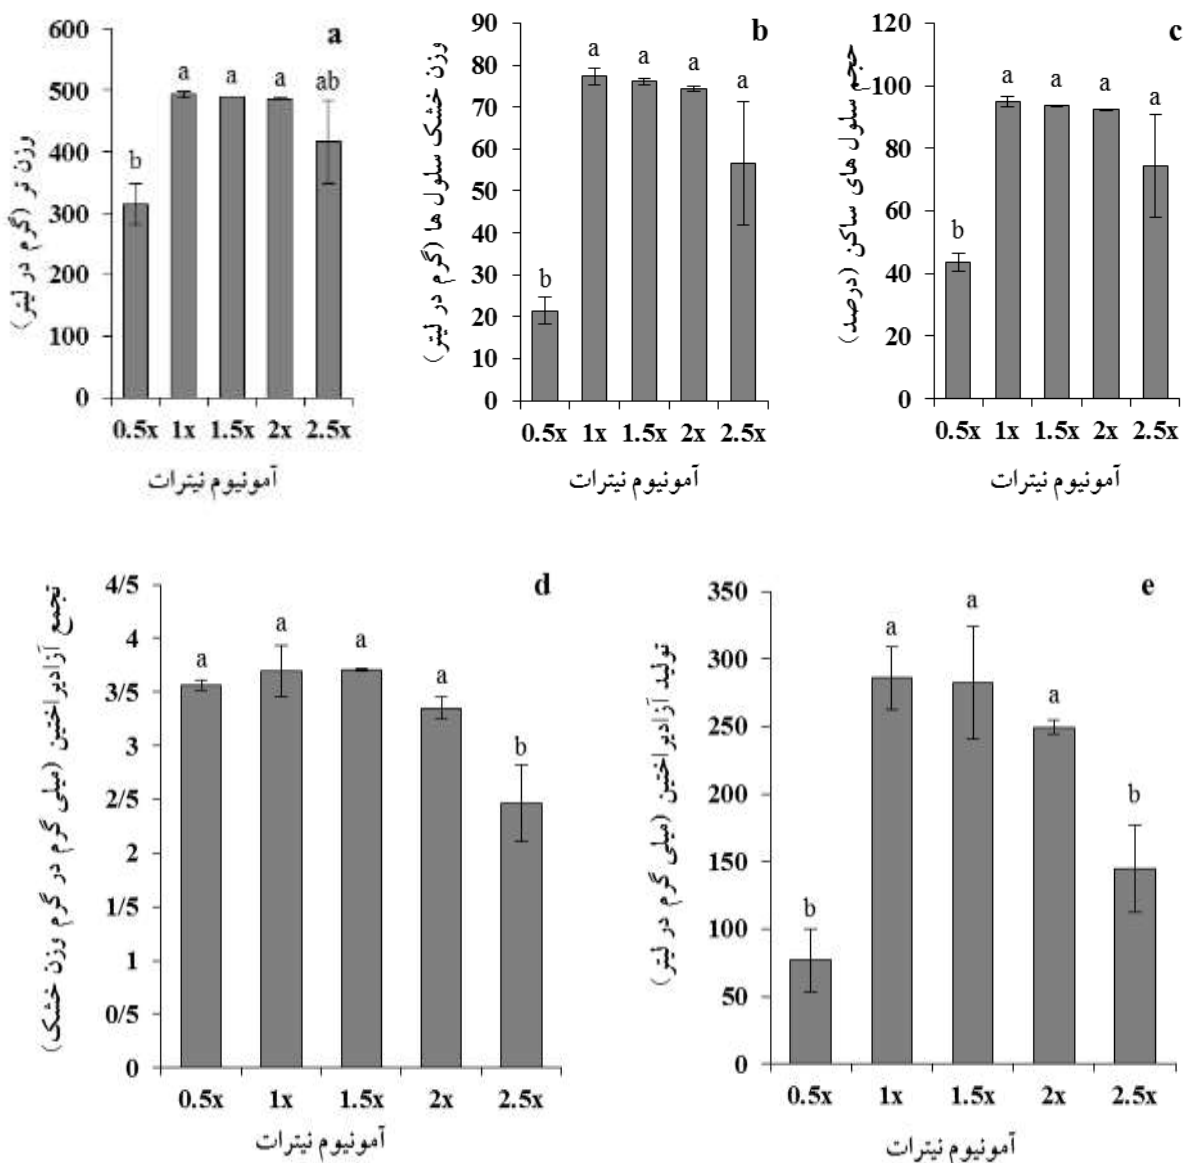 a
وزن تر (گرم در لیتر)
600
500
400
300
200
100
0
b
a
a
a
ab
0.5x 1x 1.5x 2x 2.5x
آمونیوم نیترات
b
وزن خشک سلول ها (گرم در لیتر)
90
80
70
60
50
40
30
20
10
0
b
a
a
a
a
0.5x 1x 1.5x 2x 2.5x
آمونیوم نیترات
c
حجم سلول های ساکن (درصد)
120
100
80
60
40
20
0
b
a
a
a
a
0.5x 1x 1.5x 2x 2.5x
آمونیوم نیترات
d
تجمع آزادیراختین (میلی گرم در گرم وزن خشک)
4/5
4
3/5
3
2/5
2
1/5
1
0/5
0
a
a
a
a
b
0.5x 1x 1.5x 2x 2.5x
آمونیوم نیترات
e
تولید آزادیراختین (میلی گرم در لیتر)
350
300
250
200
150
100
50
0
b
a
a
a
b
0.5x 1x 1.5x 2x 2.5x
آمونیوم نیترات